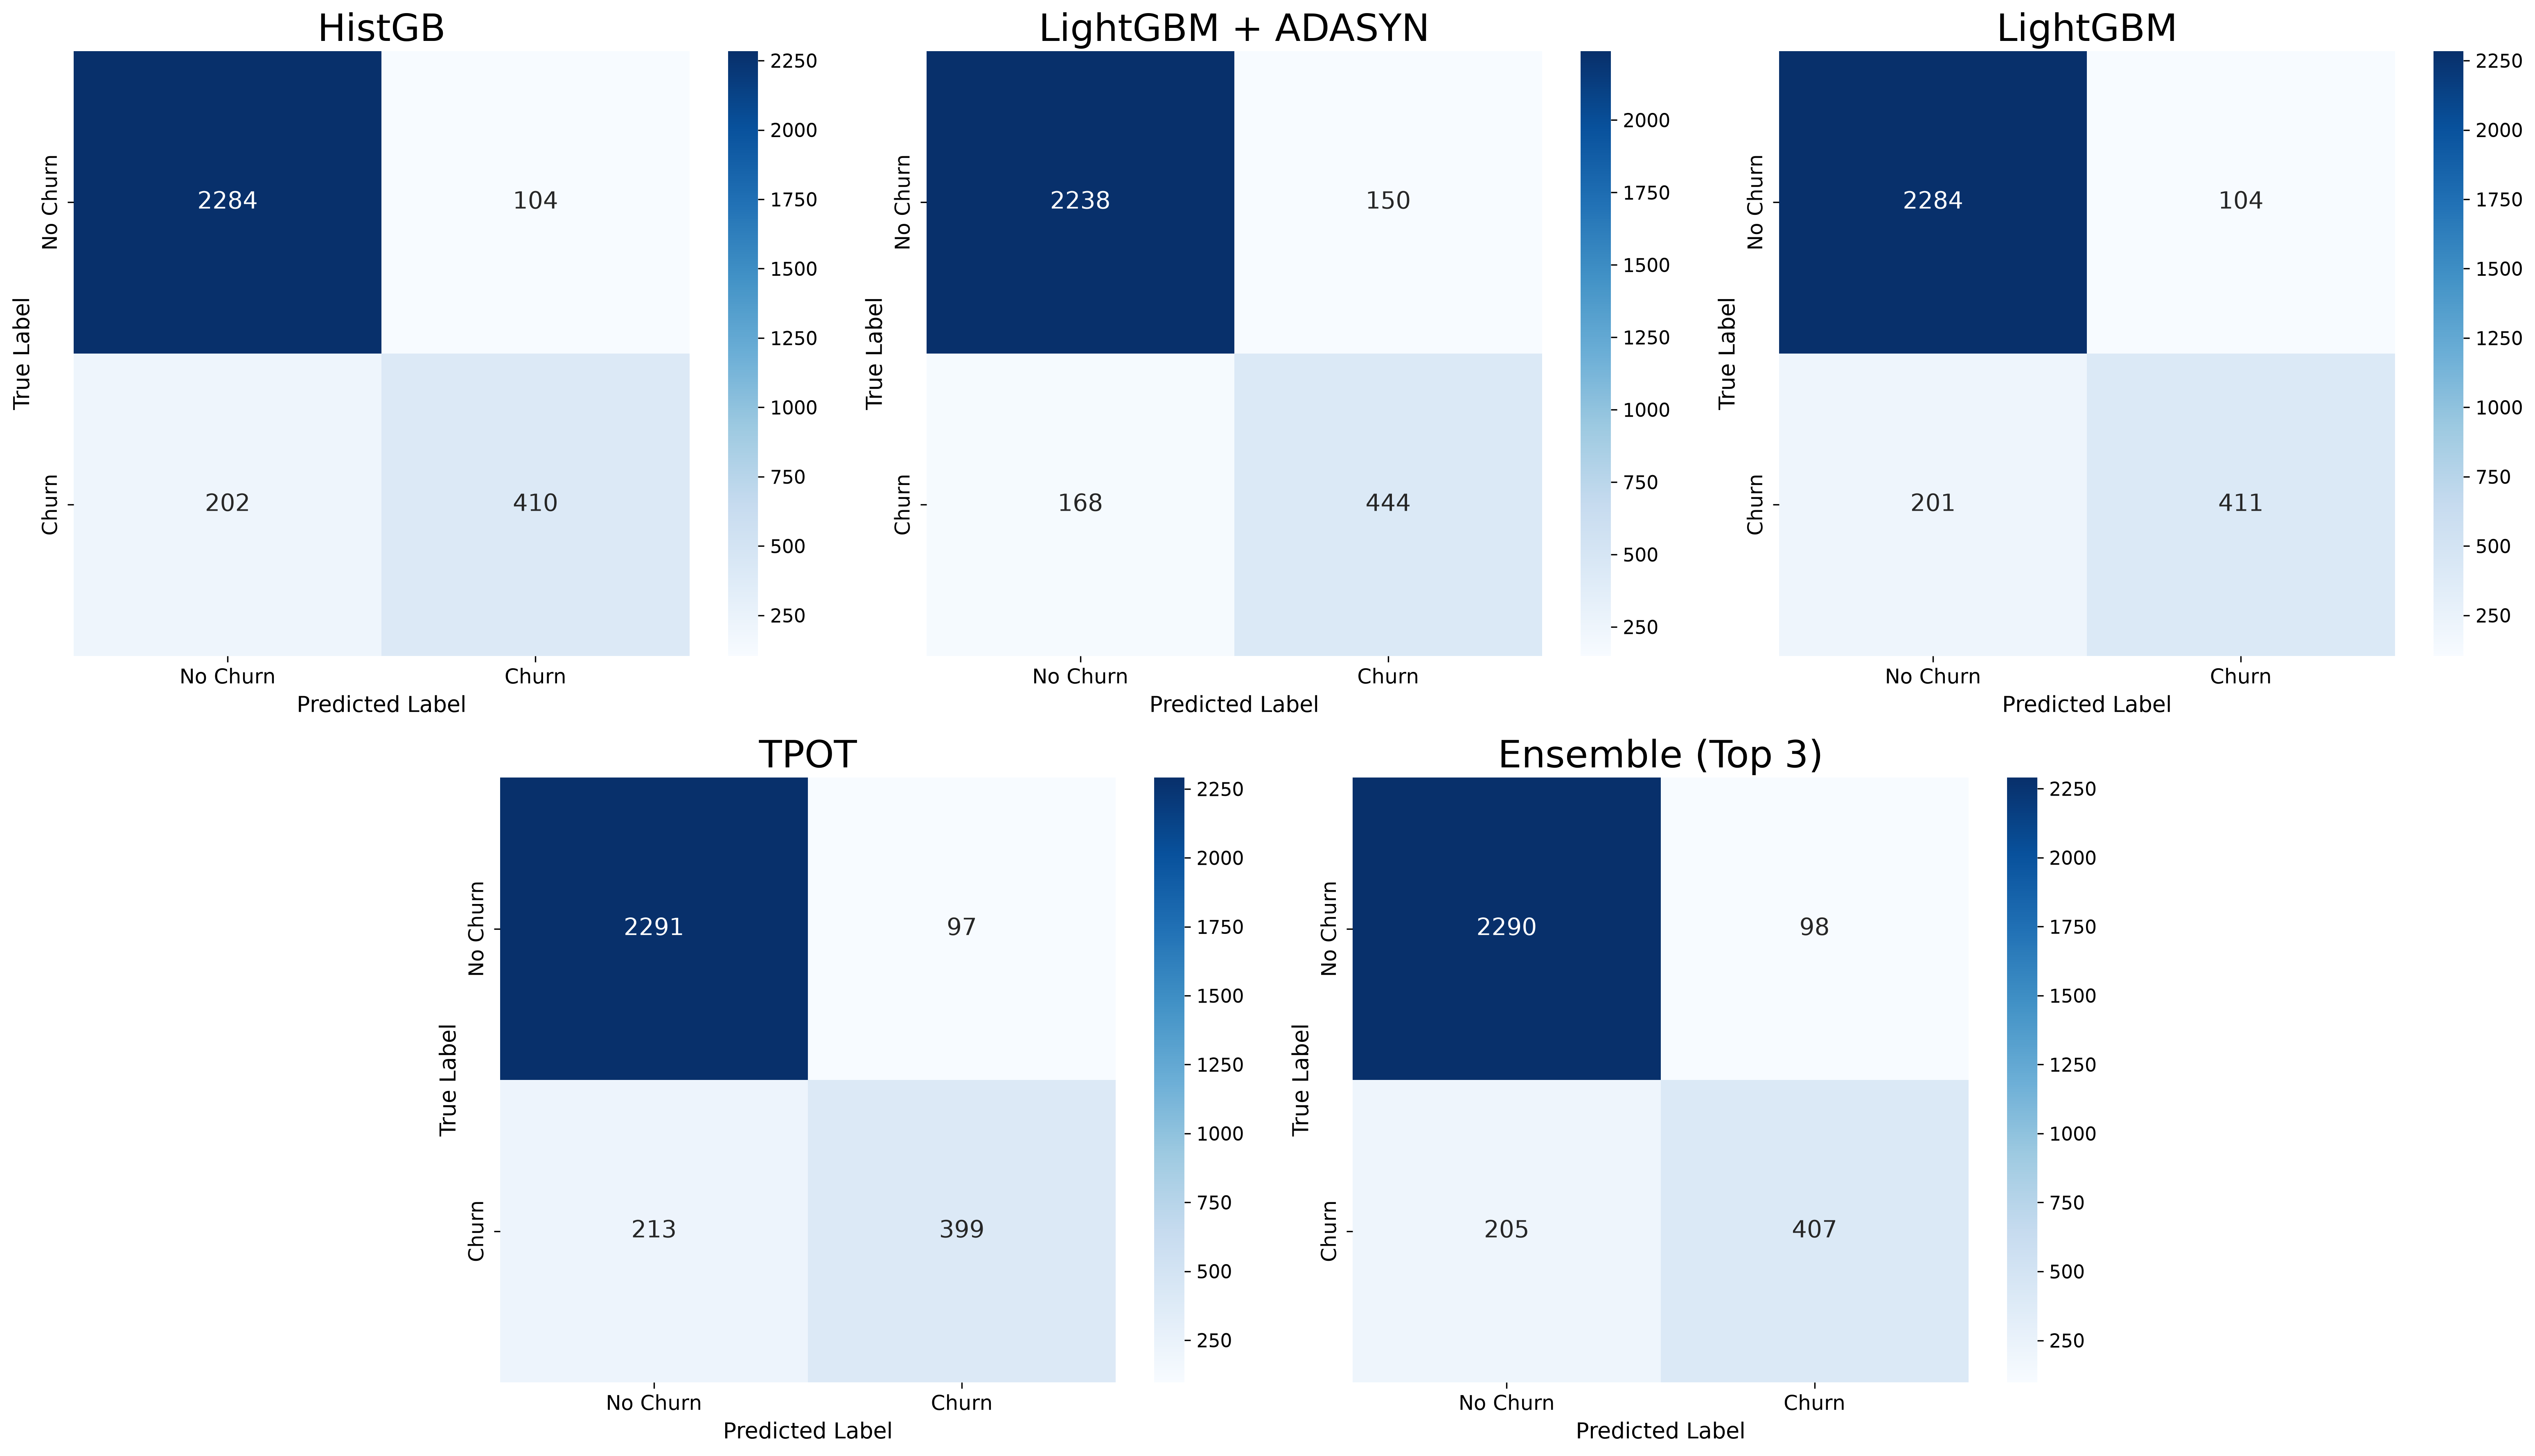 HistGB
2284
104
202
410
No Churn
Churn
True Label
No Churn
Churn
Predicted Label
2250
2000
1750
1500
1250
1000
750
500
250
LightGBM + ADASYN
2238
150
168
444
No Churn
Churn
True Label
No Churn
Churn
Predicted Label
2000
1750
1500
1250
1000
750
500
250
LightGBM
2284
104
201
411
No Churn
Churn
True Label
No Churn
Churn
Predicted Label
2250
2000
1750
1500
1250
1000
750
500
250
TPOT
2291
97
213
399
No Churn
Churn
True Label
No Churn
Churn
Predicted Label
2250
2000
1750
1500
1250
1000
750
500
250
Ensemble (Top 3)
2290
98
205
407
No Churn
Churn
True Label
No Churn
Churn
Predicted Label
2250
2000
1750
1500
1250
1000
750
500
250